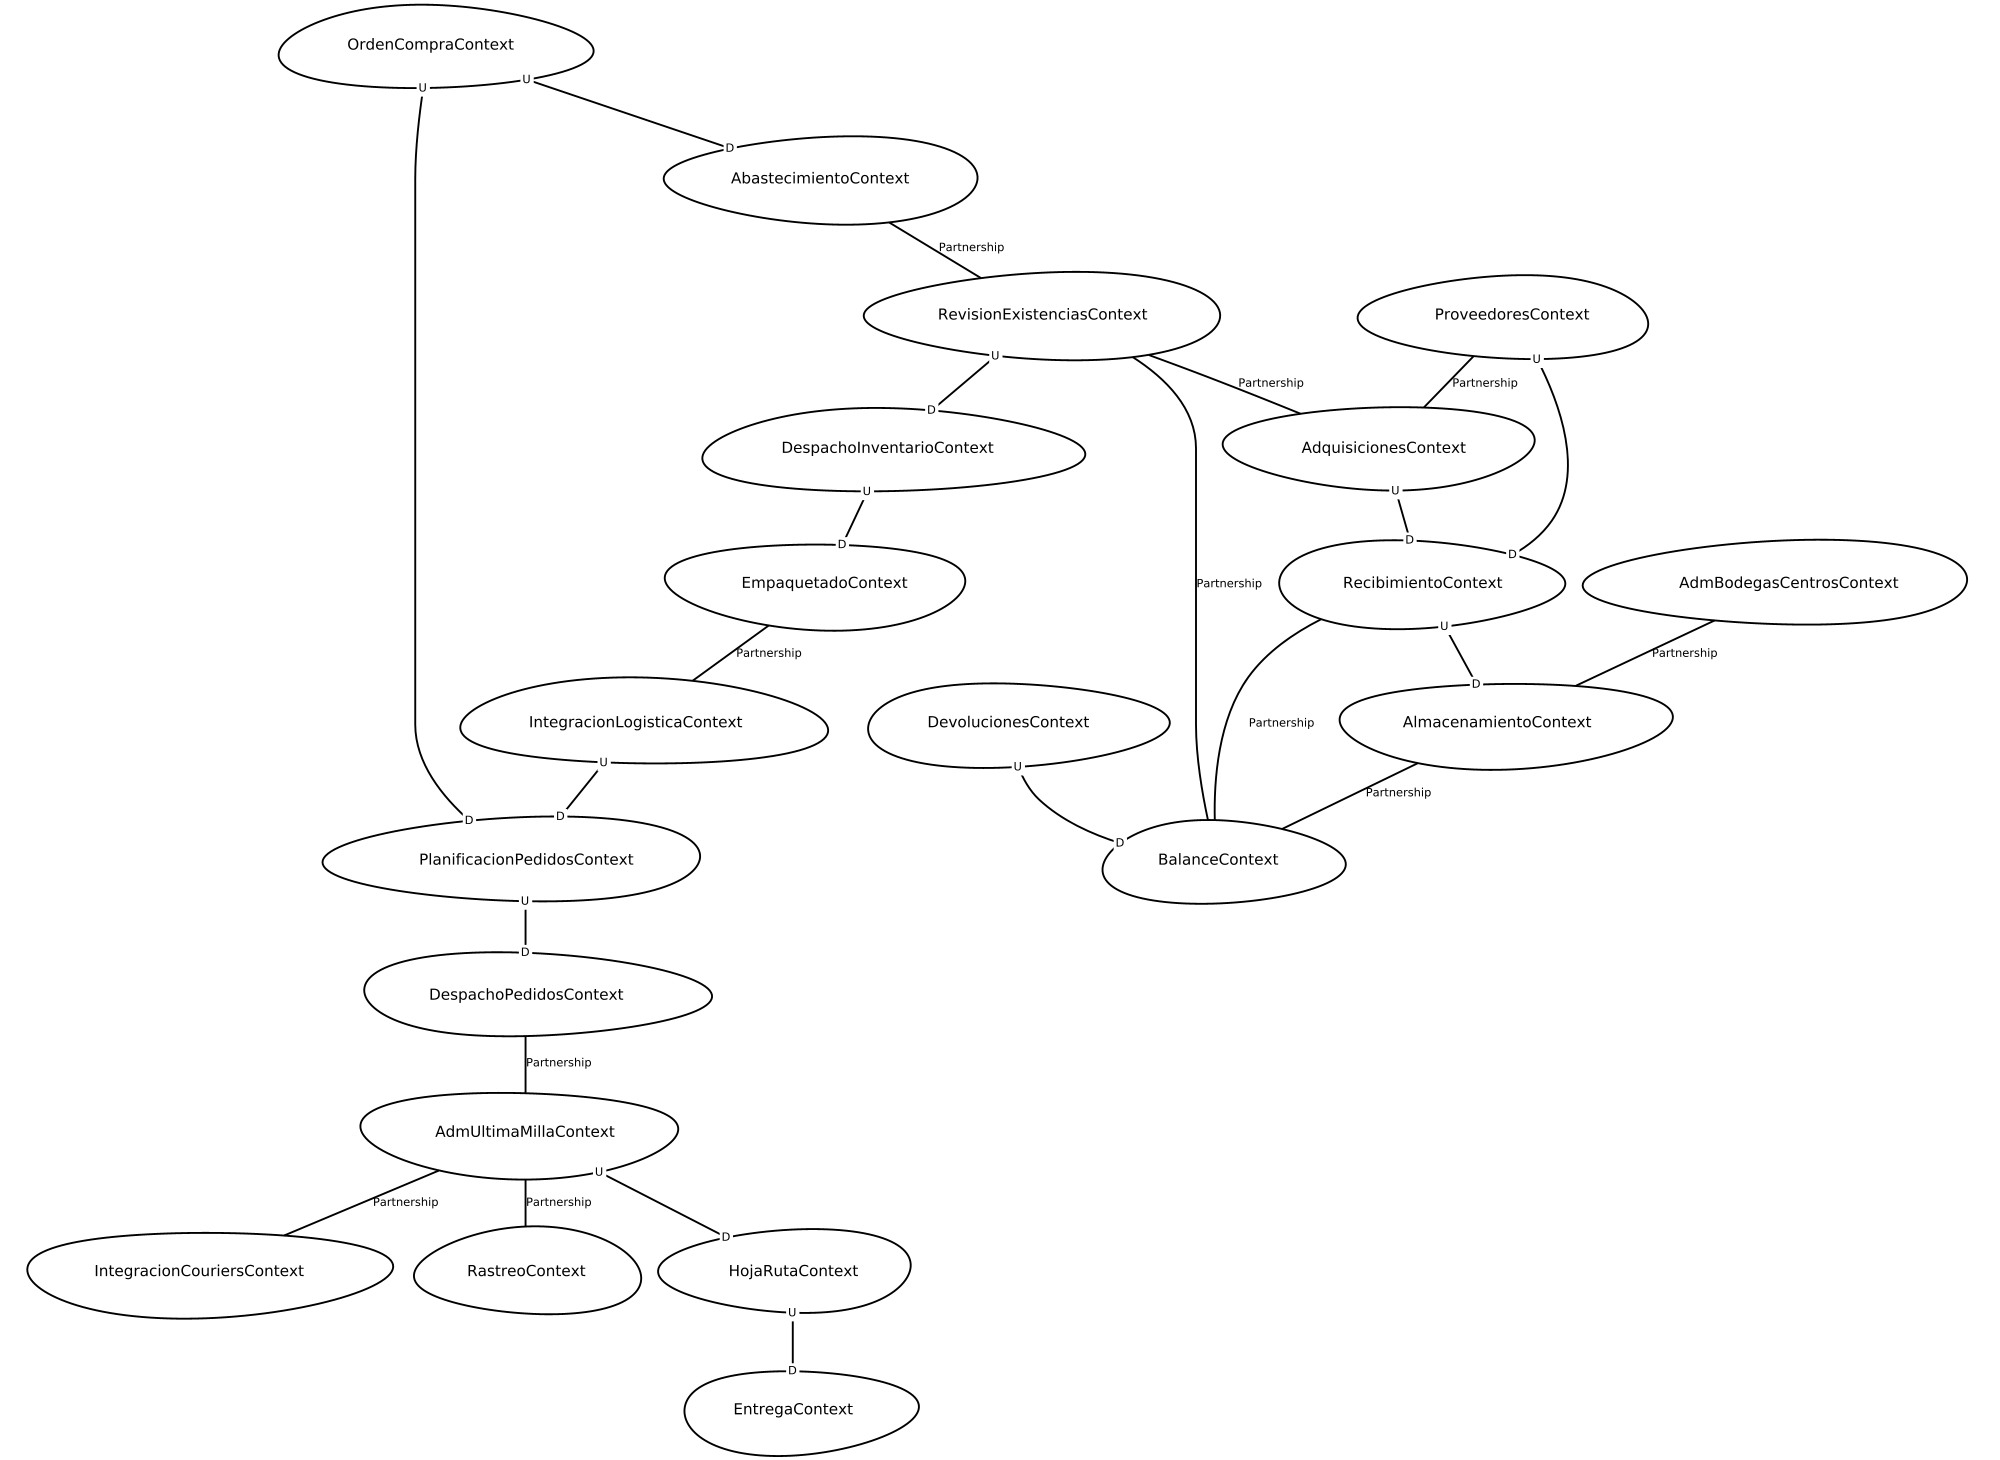 OrdenCompraContext
U
U
D
AbastecimientoContext
Partnership
RevisionExistenciasContext
ProveedoresContext
U
U
Partnership
Partnership
D
DespachoInventarioContext
AdquisicionesContext
U
U
D
D
D
EmpaquetadoContext
Partnership
RecibimientoContext
AdmBodegasCentrosContext
U
Partnership
Partnership
D
IntegracionLogisticaContext
DevolucionesContext
Partnership
AlmacenamientoContext
U
U
Partnership
D
D
D
PlanificacionPedidosContext
BalanceContext
U
D
DespachoPedidosContext
Partnership
AdmUltimaMillaContext
U
Partnership
Partnership
D
IntegracionCouriersContext
RastreoContext
HojaRutaContext
U
D
EntregaContext